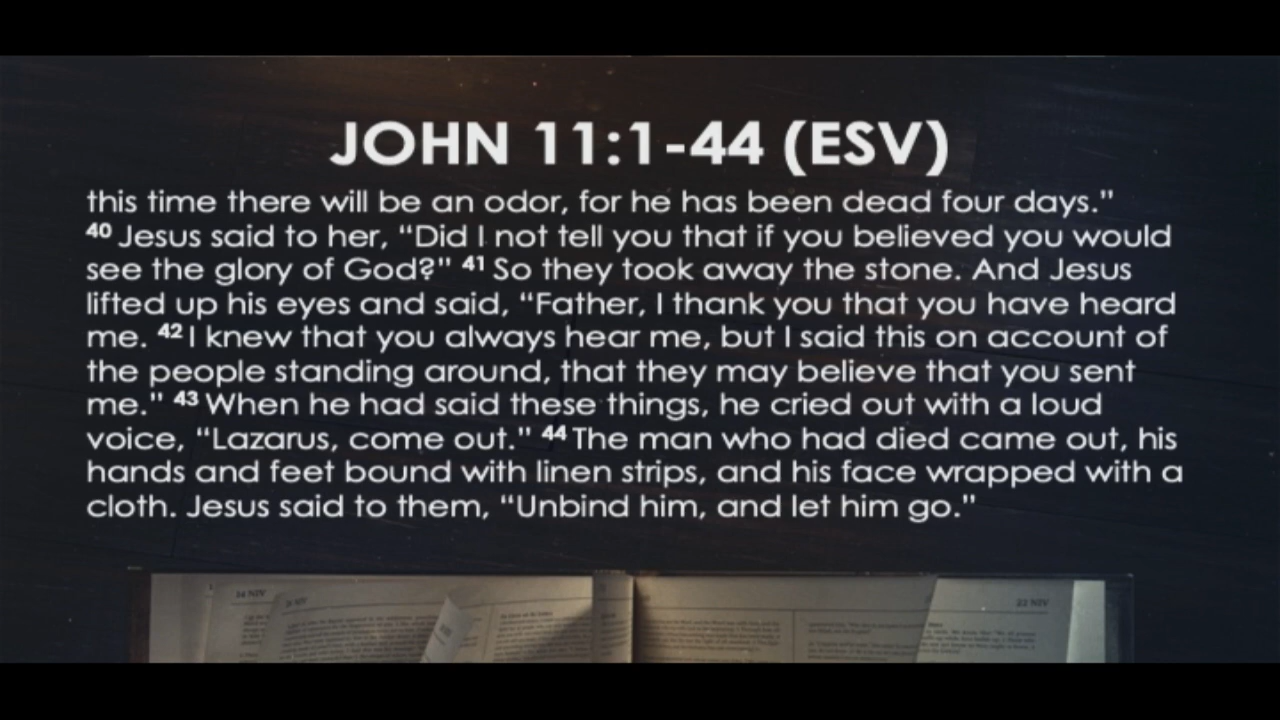 JOHN 11:1-44 (ESV)
this time there will be an odor, for he has been dead four days.”
40 Jesus said to her, “Did I not tell you that if you believed you would
see the glory of God?” 41 So they took away the stone. And Jesus
lifted up his eyes and said, “Father, I thank you that you have heard
me. 42 I knew that you always hear me, but I said this on account of
the people standing around, that they may believe that you sent
me.” 43 When he had said these things, he cried out with a loud
voice, “Lazarus, come out.” 44 The man who had died came out, his
hands and feet bound with linen strips, and his face wrapped with a
cloth. Jesus said to them, “Unbind him, and let him go.”
14 NIV
NIV
22 NIV